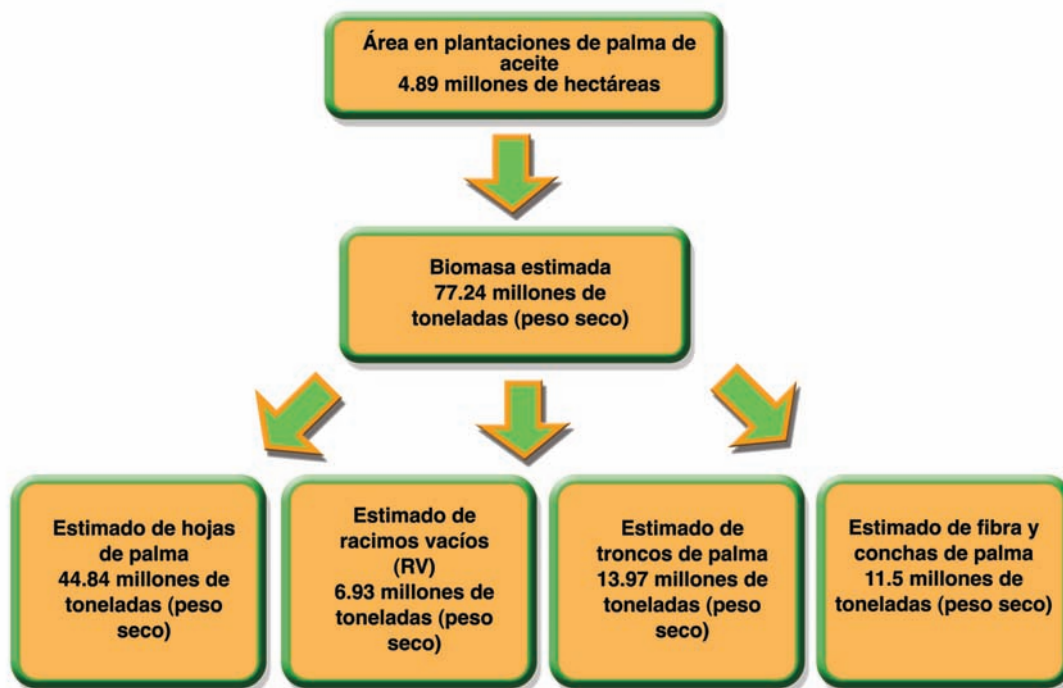 Área en plantaciones de palma de
aceite
4.89 millones de hectáreas
Biomasa estimada
77.24 millones de
toneladas (peso seco)
Estimado de hojas
de palma
44.84 millones de
toneladas (peso
seco)
Estimado de
racimos vacíos
(RV)
6.93 millones de
toneladas (peso
seco)
Estimado de
troncos de palma
13.97 millones de
toneladas (peso
seco)
Estimado de fibra y
conchas de palma
11.5 millones de
toneladas (peso seco)